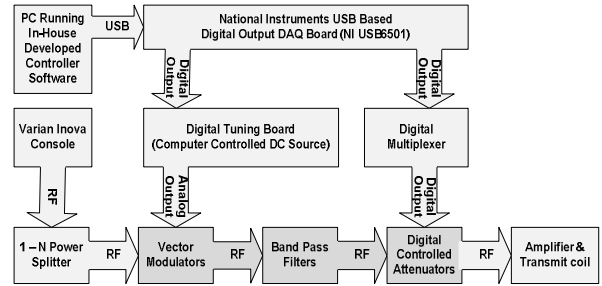 PC Running
In-House
Developed
Controller
Software
USB
National Instruments USB Based
Digital Output DAQ Board (NI USB6501)
Digital
Output
Digital
Output
Varian Inova
Console
Digital Tuning Board
(Computer Controlled DC Source)
Digital
Multiplexer
RF
Analog
Output
Digital
Output
1 – N Power
Splitter
RF
Vector
Modulators
RF
Band Pass
Filters
RF
Digital
Controlled
Attenuators
RF
Amplifier &
Transmit coil